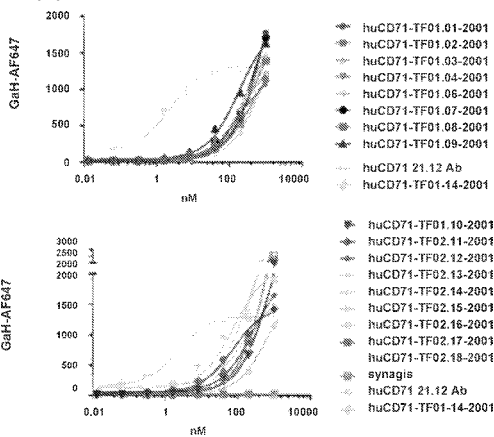 2000
1500
1000
500
0
GaH-AF647
0.01 1 100 10000
nM
huCD71-TF01.01-2001
huCD71-TF01.02-2001
huCD71-TF01.03-2001
huCD71-TF01.04-2001
huCD71-TF01.06-2001
huCD71-TF01.07-2001
huCD71-TF01.08-2001
huCD71-TF01.09-2001
huCD71 21.12 Ab
huCD71-TF01-14-2001
3000
2500
2000
2000
1500
1000
500
0
GaH-AF647
0.01 1 100 10000
nM
huCD71-TF01.10-2001
huCD71-TF02.11-2001
huCD71-TF02.12-2001
huCD71-TF02.13-2001
huCD71-TF02.14-2001
huCD71-TF02.15-2001
huCD71-TF02.16-2001
huCD71-TF02.17-2001
huCD71-TF02.18-2001
synagis
huCD71 21.12 Ab
huCD71-TF01-14-2001